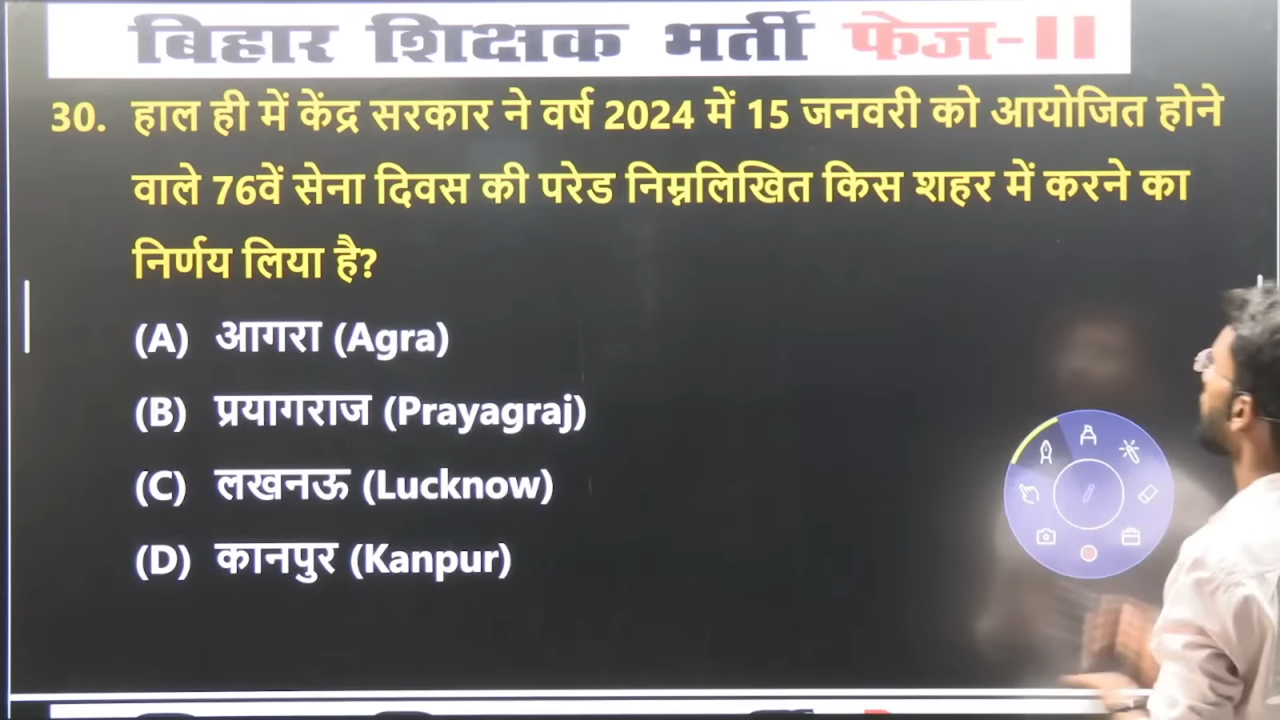 बिहार शिक्षक भर्ती फेज-II
30. हाल ही में केंद्र सरकार ने वर्ष 2024 में 15 जनवरी को आयोजित होने
वाले 76वें सेना दिवस की परेड निम्नलिखित किस शहर में करने का
निर्णय लिया है?
(A) आगरा (Agra)
(B) प्रयागराज (Prayagraj)
(C) लखनऊ (Lucknow)
(D) कानपुर (Kanpur)